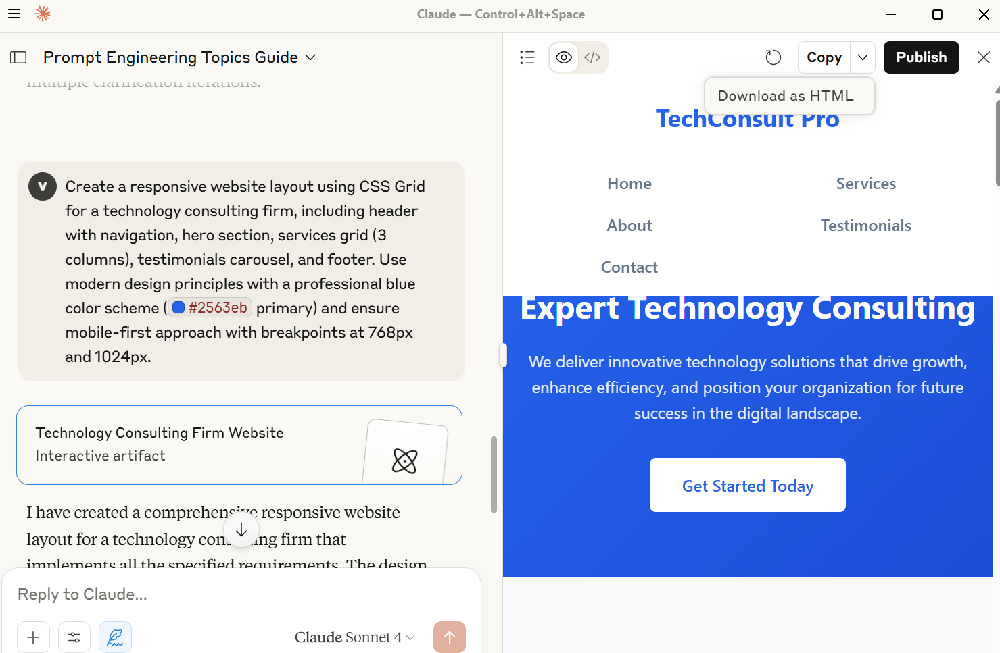 Claude — Control+Alt+Space
Prompt Engineering Topics Guide
multiple clarification iterations.
V
Create a responsive website layout using CSS Grid
for a technology consulting firm, including header
with navigation, hero section, services grid (3
columns), testimonials carousel, and footer. Use
modern design principles with a professional blue
color scheme (#2563eb primary) and ensure
mobile-first approach with breakpoints at 768px
and 1024px.
Technology Consulting Firm Website
Interactive artifact
I have created a comprehensive responsive website
layout for a technology consulting firm that
implements all the specified requirements. The design
Reply to Claude...
Claude Sonnet 4
</>
Copy
Publish
Download as HTML
TechConsult Pro
Home
Services
About
Testimonials
Contact
Expert Technology Consulting
We deliver innovative technology solutions that drive growth,
enhance efficiency, and position your organization for future
success in the digital landscape.
Get Started Today